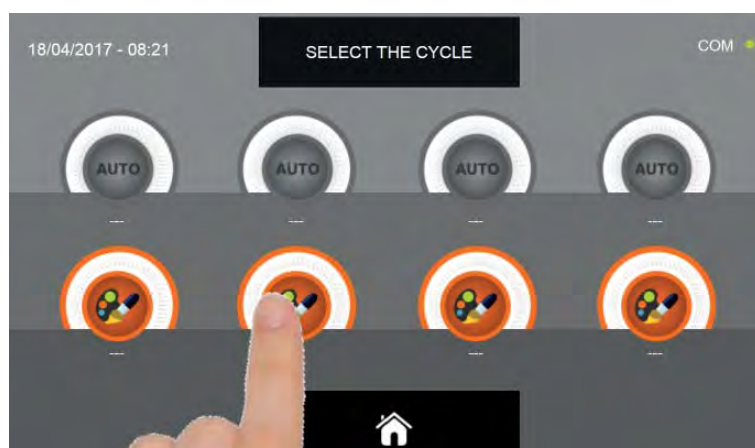 18/04/2017 - 08:21
SELECT THE CYCLE
COM
AUTO AUTO AUTO AUTO
--- --- --- ---
--- --- ---